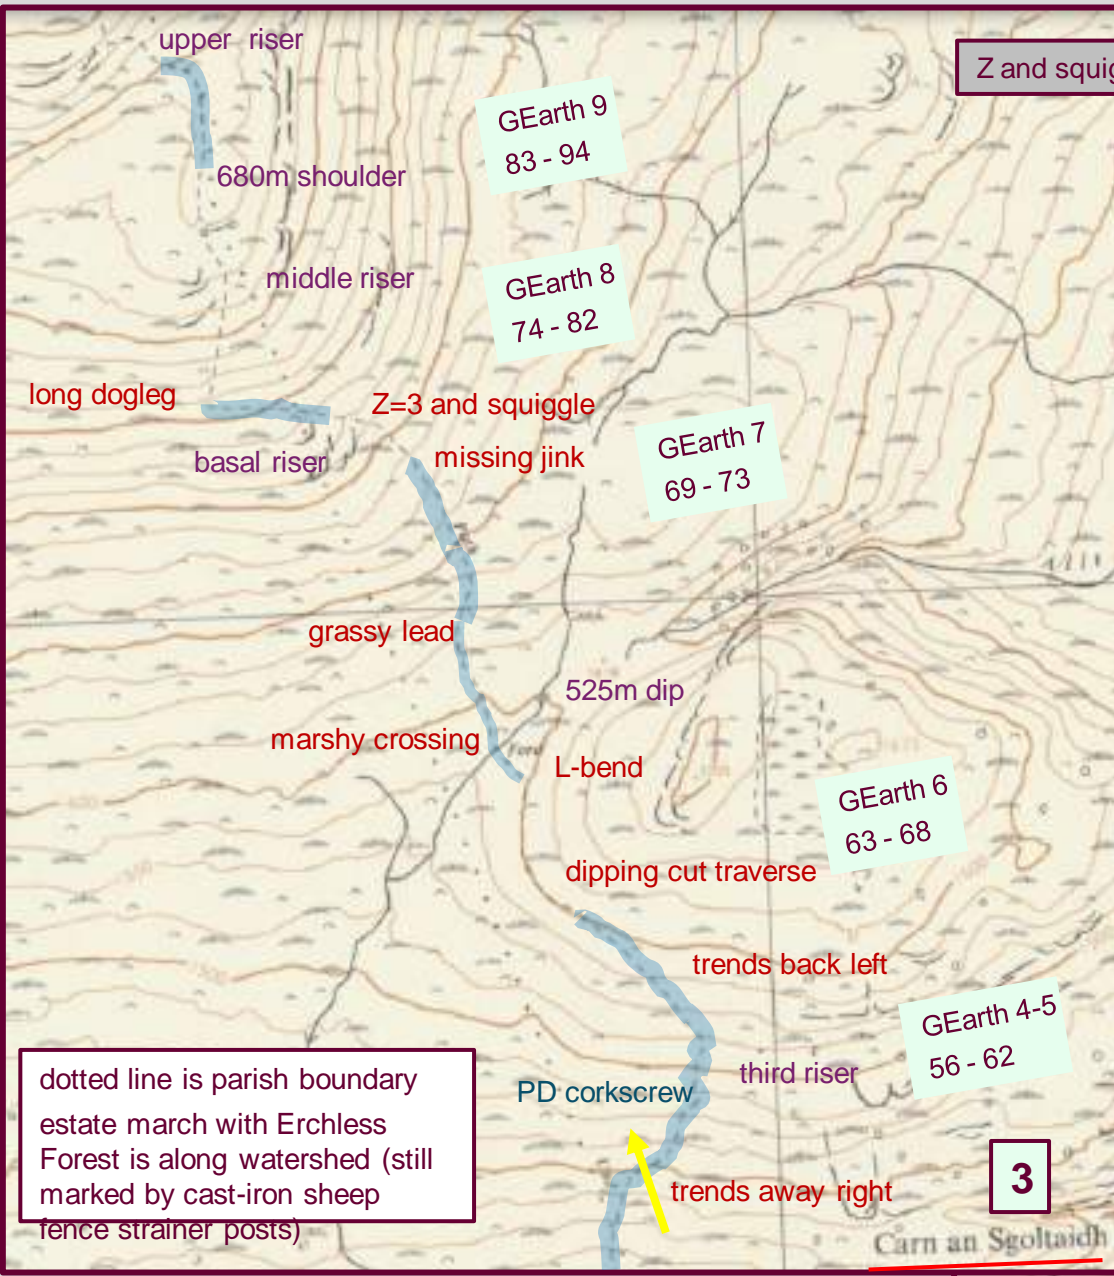 upper riser
Z and squig
GEarth 9
83 - 94
680m shoulder
middle riser
GEarth 8
74 - 82
long dogleg
Z=3 and squiggle
GEarth 7
69 - 73
missing jink
basal riser
grassy lead
525m dip
marshy crossing
Ford
L-bend
GEarth 6
63 - 68
dipping cut traverse
trends back left
GEarth 4-5
56 - 62
third riser
PD corkscrew
dotted line is parish boundary
estate march with Erchless
Forest is along watershed (still
marked by cast-iron sheep
fence strainer posts)
trends away right
3
Carn an Sgoltaidh